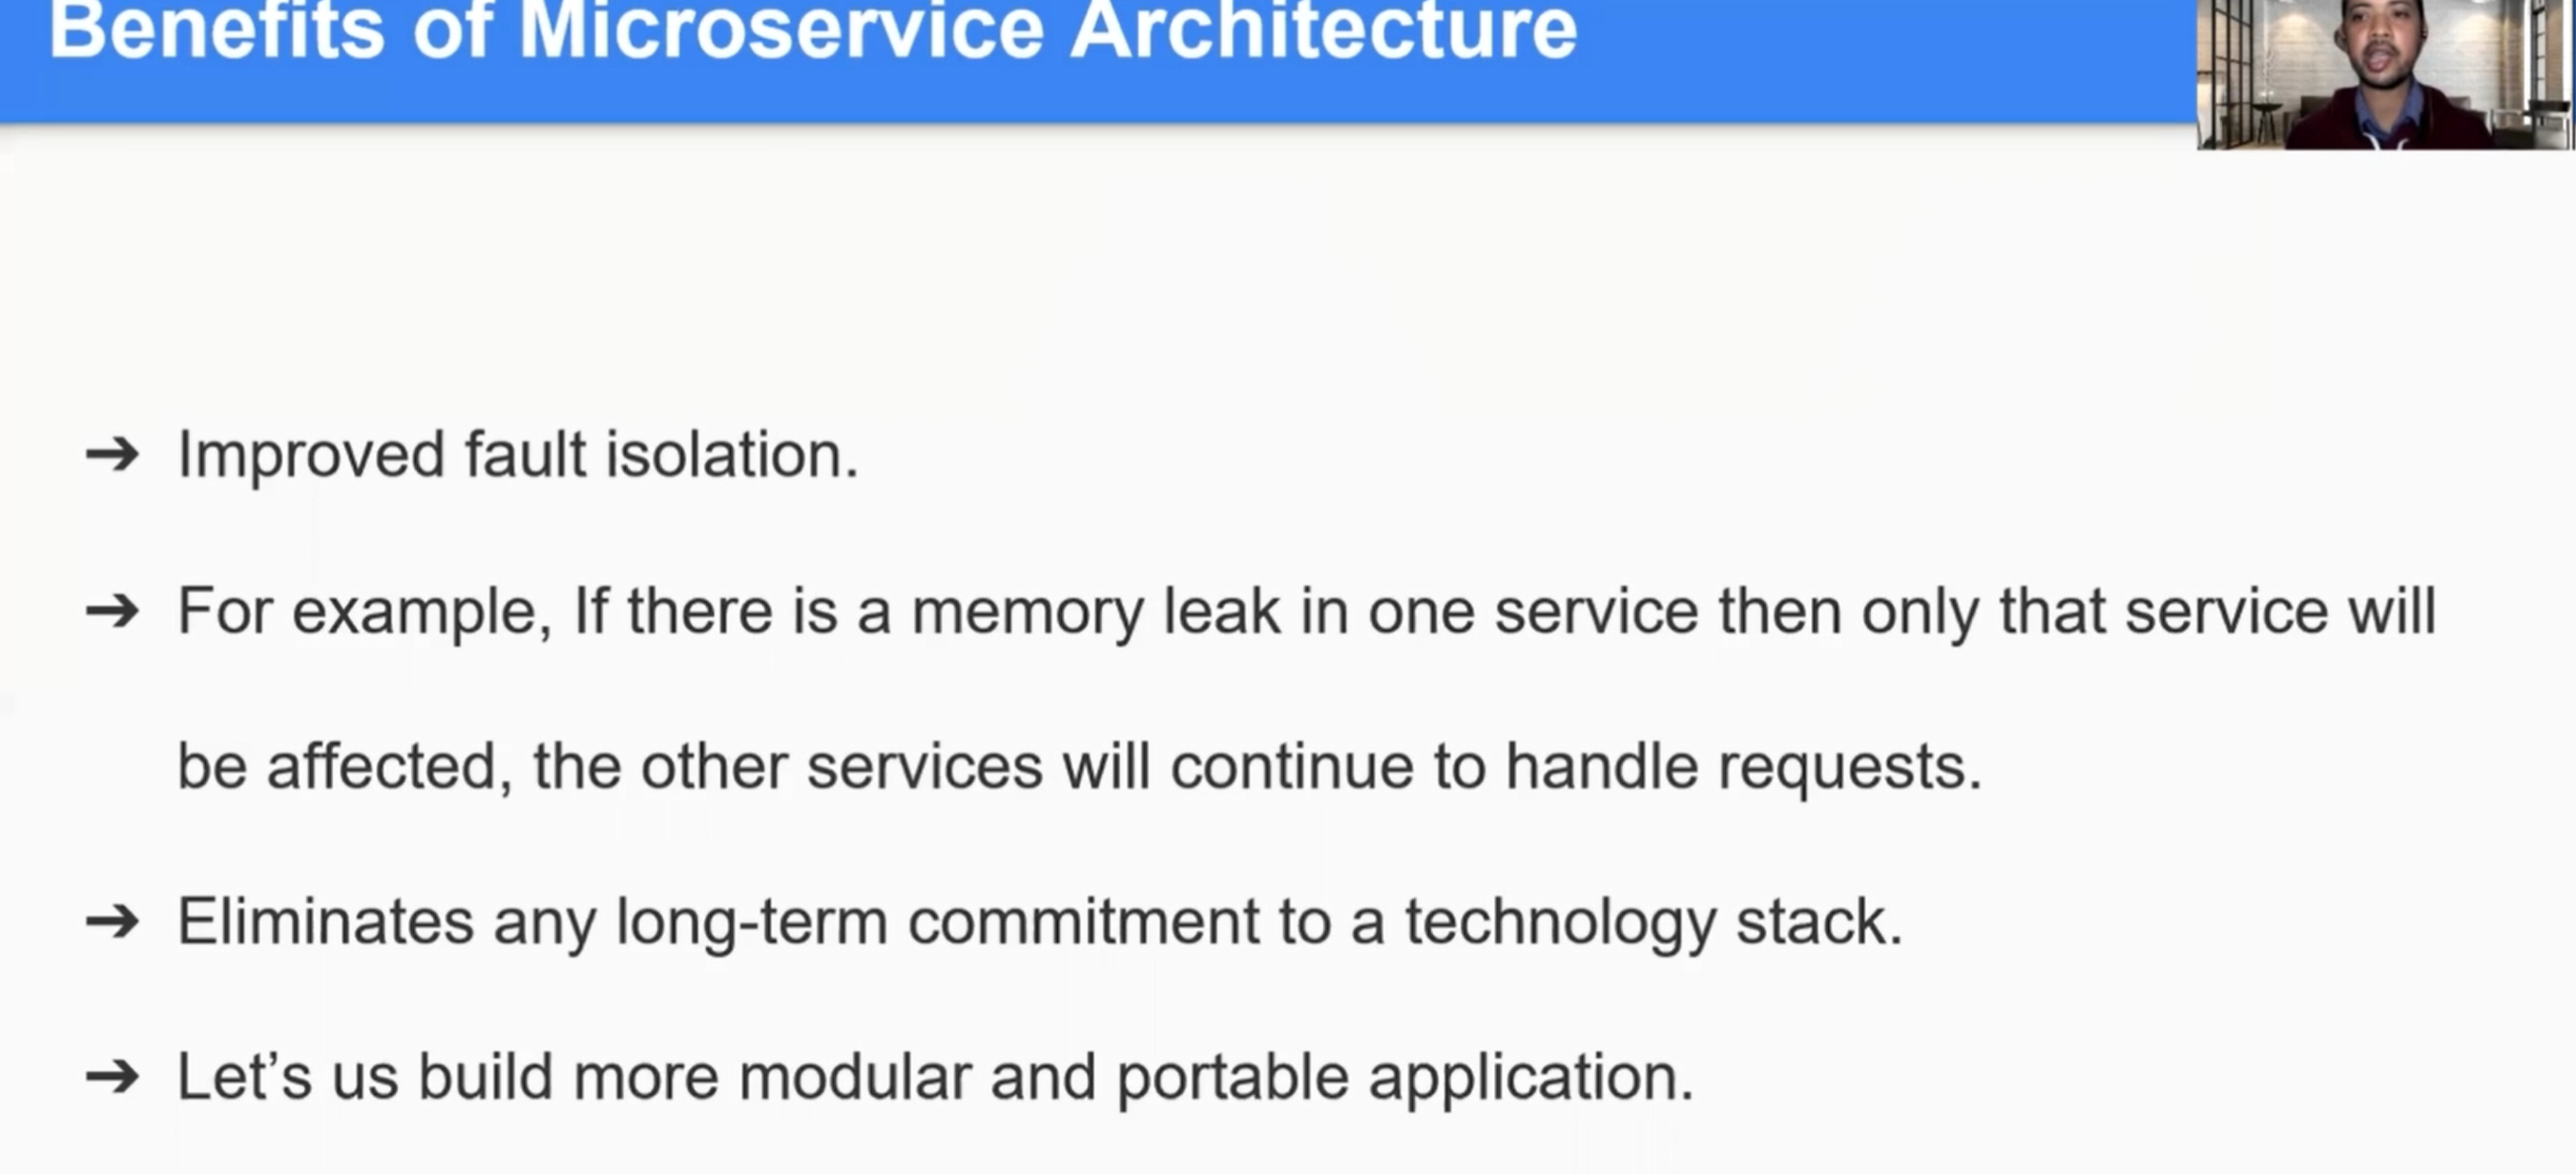 Benefits of Microservice Architecture
➔ Improved fault isolation.
➔ For example, If there is a memory leak in one service then only that service will
be affected, the other services will continue to handle requests.
➔ Eliminates any long-term commitment to a technology stack.
➔ Let’s us build more modular and portable application.